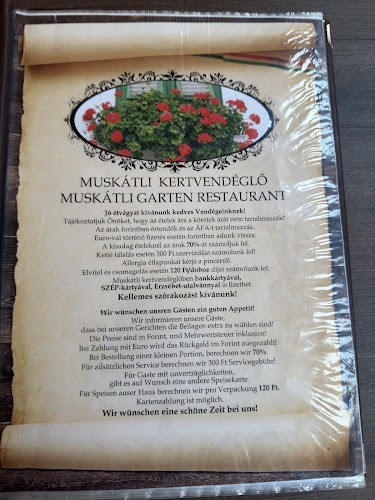 MUSKÁTLI KERTVENDÉGLŐ
MUSKÁTLI GARTEN RESTAURANT
Jó étvágyat kívánunk kedves Vendégeinknek!
Tájékoztatjuk Önöket, hogy az ételek ára a köretek árát nem tartalmazzák!
Az árak forintban értendők és az ÁFA-t tartalmazzák.
Euro-val történő fizetés esetén forintban adunk vissza.
A kisadag ételeknél az árak 70%-át számoljuk fel.
Ketté tálalás esetén 300 Ft szervizdíjat számolunk fel!
Allergia étlapunkat kérje a pincértől.
Elvitel és csomagolás esetén 120 Ft/doboz díjat számolunk fel.
Muskátli kertvendéglőben bankkártyával,
SZÉP-kártyával, Erzsébet-utalvánnyal is fizethet.
Kellemes szórakozást kívánunk!
Wir wünschen unseren Gästen ein guten Appetit!
Wir informieren unsere Gäste,
dass bei unseren Gerichten die Beilagen extra zu wählen sind!
Die Preise sind in Forint, und Mehrwertsteuer inklusive!
Bei Zahlung mit Euro wird das Rückgeld im Forint ausgezahlt!
Bei Bestellung einer kleinen Portion, berechnen wir 70%.
Für züsätzlichen Service berechnen wir 300 Ft Servicegebühr!
Für Gaste mit unverträglichkeiten,
gibt es auf Wunsch eine andere Speisekarte.
Für Speisen auser Haus berechnen wir pro Verpackung 120 Ft.
Kartenzahlung ist möglich.
Wir wünschen eine schöne Zeit bei uns!